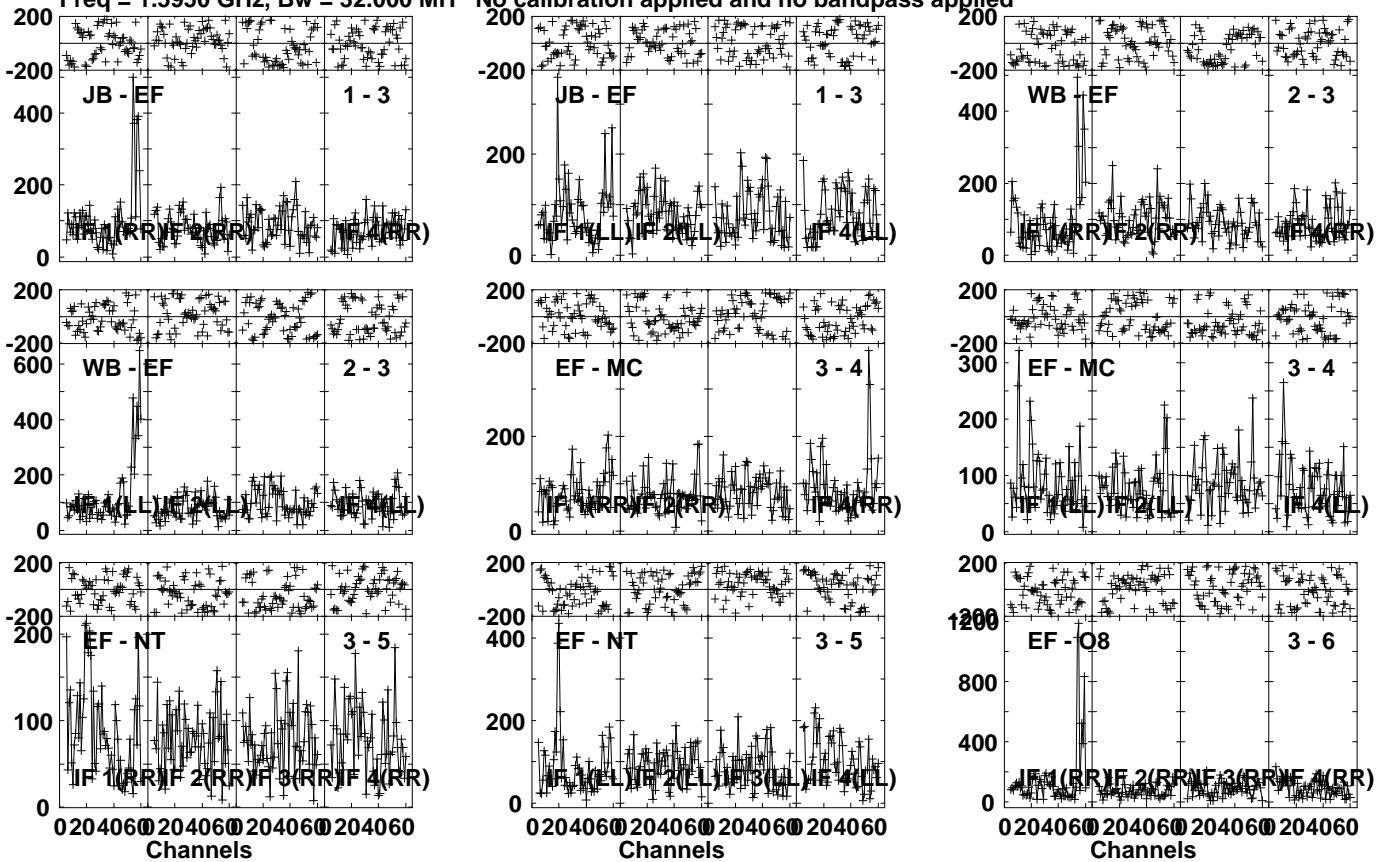 Freq = 1.5950 GHz, Bw = 32.000 MH No calibration applied and no bandpass applied
200
-200
JB - EF 1 - 3
400
200
0
IF 1(RR) IF 2(RR) IF 4(RR)
200
-200
JB - EF 1 - 3
200
0
IF 1(LL) IF 2(LL) IF 4(LL)
200
-200
WB - EF 2 - 3
400
200
0
IF 1(RR) IF 2(RR) IF 4(RR)
200
-200
WB - EF 2 - 3
600
400
200
0
IF 1(LL) IF 2(LL) IF 4(LL)
200
-200
EF - MC 3 - 4
200
0
IF 1(RR) IF 2(RR) IF 4(RR)
200
-200
EF - MC 3 - 4
300
200
100
0
IF 1(LL) IF 2(LL) IF 4(LL)
200
-200
EF - NT 3 - 5
200
100
0
IF 1(RR) IF 2(RR) IF 3(RR) IF 4(RR)
0 20 40 60 0 20 40 60 0 20 40 60 0 20 40 60
Channels
200
-200
EF - NT 3 - 5
400
200
0
IF 1(LL) IF 2(LL) IF 3(LL) IF 4(LL)
0 20 40 60 0 20 40 60 0 20 40 60 0 20 40 60
Channels
200
-200
1200
EF - O8 3 - 6
800
400
0
IF 1(RR) IF 2(RR) IF 3(RR) IF 4(RR)
0 20 40 60 0 20 40 60 0 20 40 60 0 20 40 60
Channels